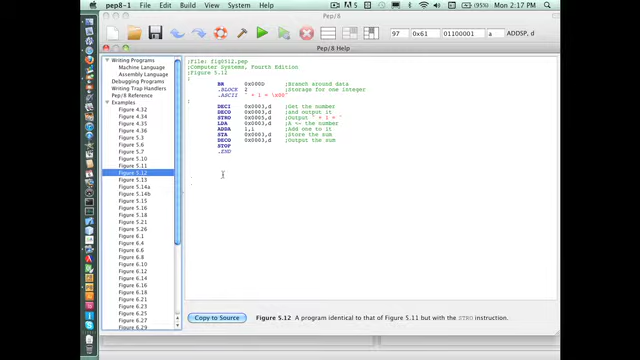 pep8-1 File Edit Build View Help (95%) Mon 2:17 PM
Pep/8
97 0x61 01100001 a ADDSP, d
Pep/8 Help
Writing Programs
Machine Language
Assembly Language
Debugging Programs
Writing Trap Handlers
Pep/8 Reference
Examples
Figure 4.32
Figure 4.33
Figure 4.34
Figure 4.35
Figure 4.36
Figure 5.3
Figure 5.6
Figure 5.7
Figure 5.10
Figure 5.11
Figure 5.12
Figure 5.13
Figure 5.14a
Figure 5.14b
Figure 5.15
Figure 5.16
Figure 5.18
Figure 5.21
Figure 5.26
Figure 6.1
Figure 6.4
Figure 6.6
Figure 6.8
Figure 6.10
Figure 6.12
Figure 6.14
Figure 6.16
Figure 6.18
Figure 6.21
Figure 6.23
Figure 6.25
Figure 6.27
Figure 6.29
;File: fig0512.pep
;Computer Systems, Fourth Edition
;Figure 5.12
;
BR 0x000D ;Branch around data
.BLOCK 2 ;Storage for one integer
.ASCII " + 1 = \x00"
;
DECI 0x0003,d ;Get the number
DECO 0x0003,d ;and output it
STRO 0x0005,d ;Output " + 1 = "
LDA 0x0003,d ;A <- the number
ADDA 1,i ;Add one to it
STA 0x0003,d ;Store the sum
DECO 0x0003,d ;Output the sum
STOP
.END
Copy to Source
Figure 5.12 A program identical to that of Figure 5.11 but with the STRO instruction.